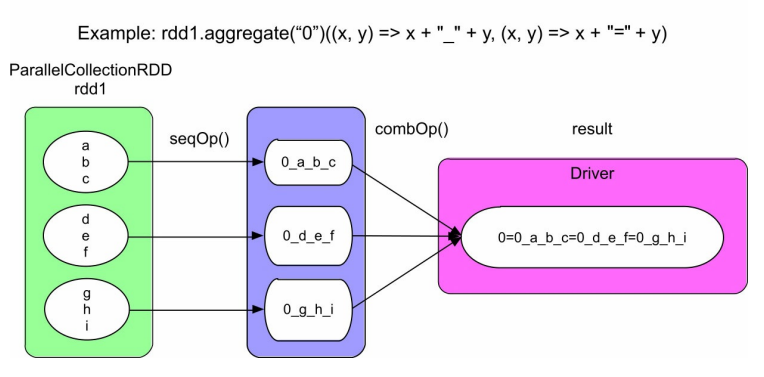 Example: rdd1.aggregate(“0”)((x, y) => x + "_" + y, (x, y) => x + "=" + y)
ParallelCollectionRDD
rdd1
seqOp()
combOp()
result
a
b
c
0_a_b_c
Driver
d
e
f
0_d_e_f
0=0_a_b_c=0_d_e_f=0_g_h_i
g
h
i
0_g_h_i